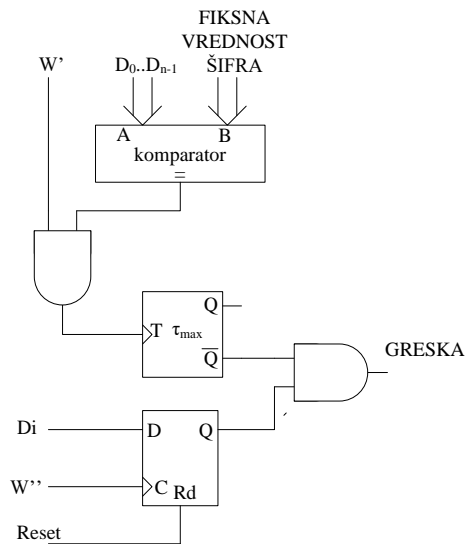 FIKSNA
VREDNOST
ŠIFRA
W'
D₀..Dₙ₋₁
A
B
komparator
=
Q
T τmax
Q̅
GRESKA
Di
D
Q
W''
C
Rd
Reset